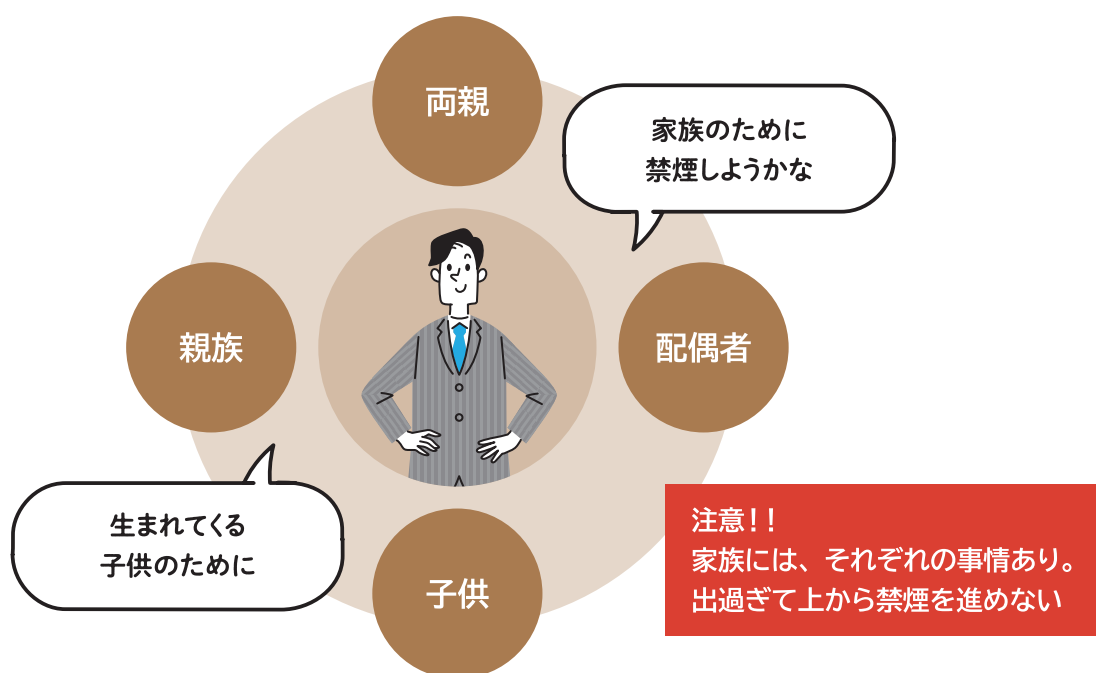 両親
家族のために
禁煙しようかな
親族
配偶者
生まれてくる
子供のために
子供
注意！！
家族には、それぞれの事情あり。
出過ぎて上から禁煙を進めない